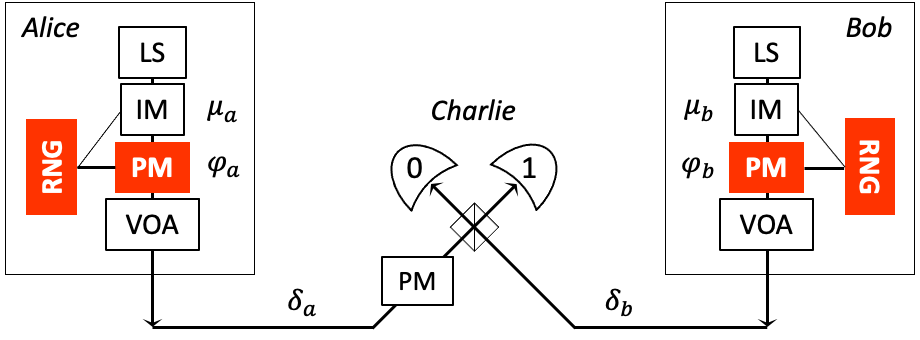 Alice
LS
IM
μa
RNG
PM
φa
VOA
δa
Charlie
0
1
PM
δb
Bob
LS
IM
μb
RNG
PM
φb
VOA